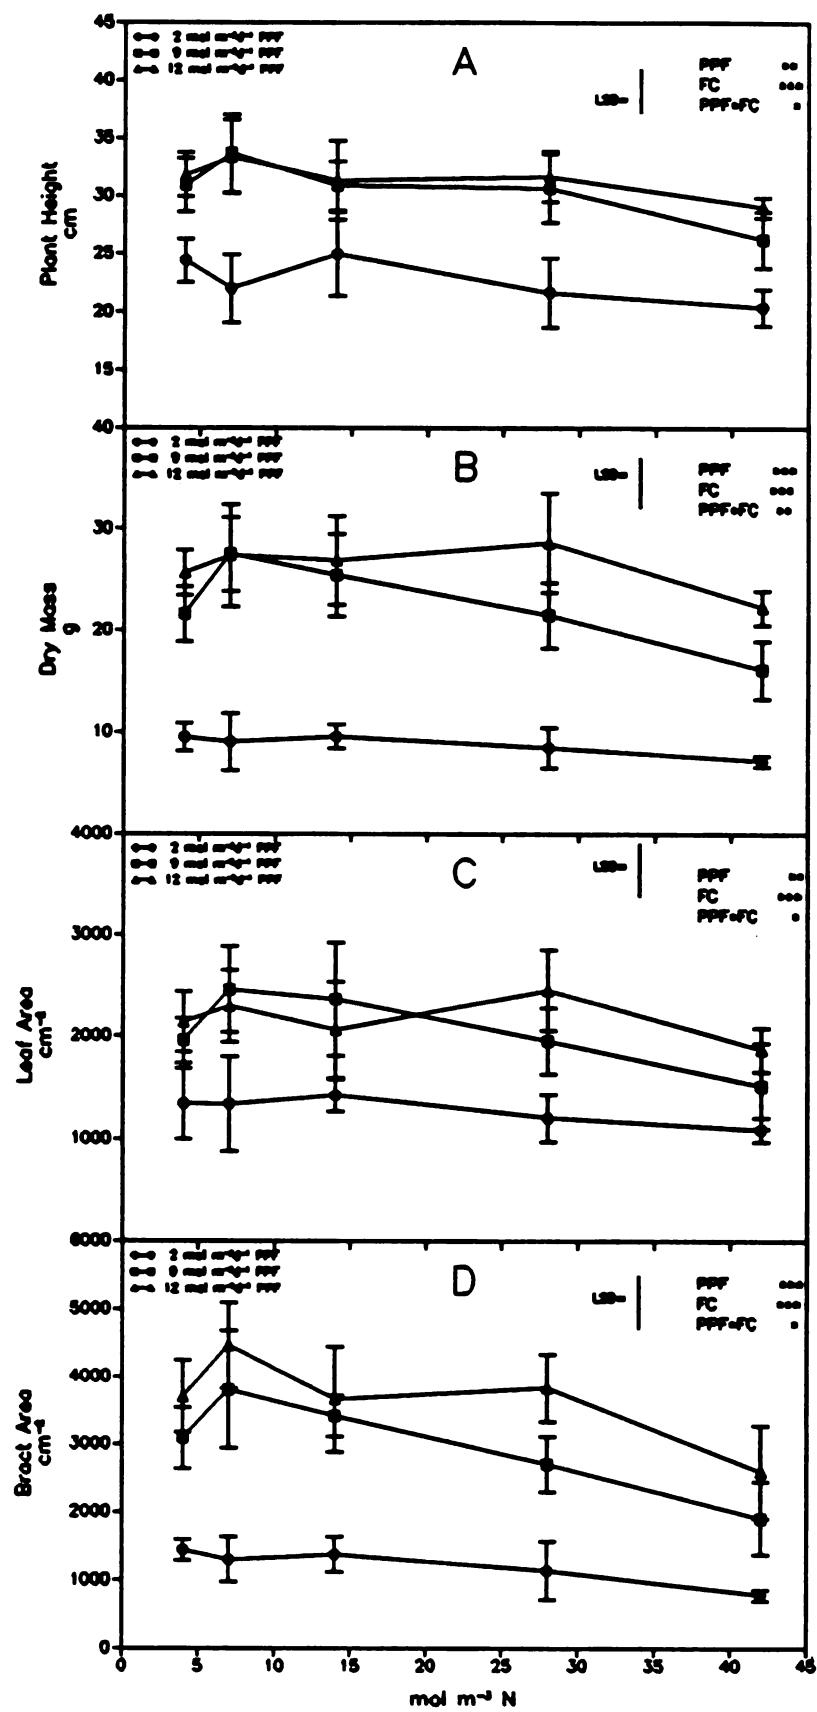 45
2 mol m⁻²d⁻¹ PPF
9 mol m⁻²d⁻¹ PPF
12 mol m⁻²d⁻¹ PPF
A
LSD=
PPF **
FC ***
PPF*FC *
40
35
30
25
20
15
Plant Height
cm
40
2 mol m⁻²d⁻¹ PPF
9 mol m⁻²d⁻¹ PPF
12 mol m⁻²d⁻¹ PPF
B
LSD=
PPF ***
FC ***
PPF*FC **
30
20
10
Dry Mass
g
4000
2 mol m⁻²d⁻¹ PPF
9 mol m⁻²d⁻¹ PPF
12 mol m⁻²d⁻¹ PPF
C
LSD=
PPF **
FC ***
PPF*FC *
3000
2000
1000
Leaf Area
cm⁻²
6000
2 mol m⁻²d⁻¹ PPF
9 mol m⁻²d⁻¹ PPF
12 mol m⁻²d⁻¹ PPF
D
LSD=
PPF ***
FC ***
PPF*FC *
5000
4000
3000
2000
1000
0
Bract Area
cm⁻²
0 5 10 15 20 25 30 35 40 45
mol m⁻³ N